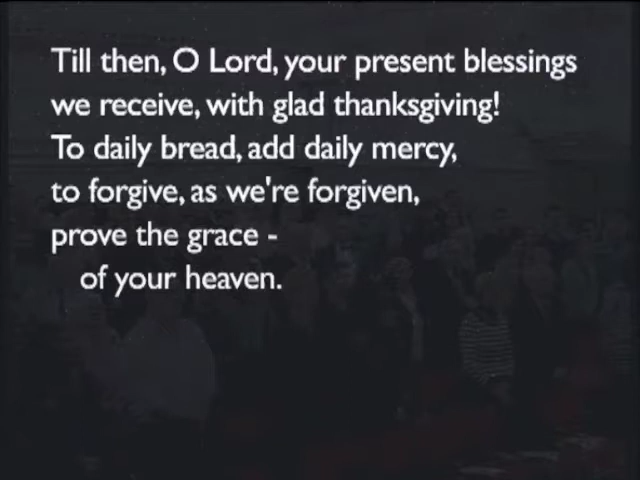 Till then, O Lord, your present blessings
we receive, with glad thanksgiving!
To daily bread, add daily mercy,
to forgive, as we're forgiven,
prove the grace -
of your heaven.